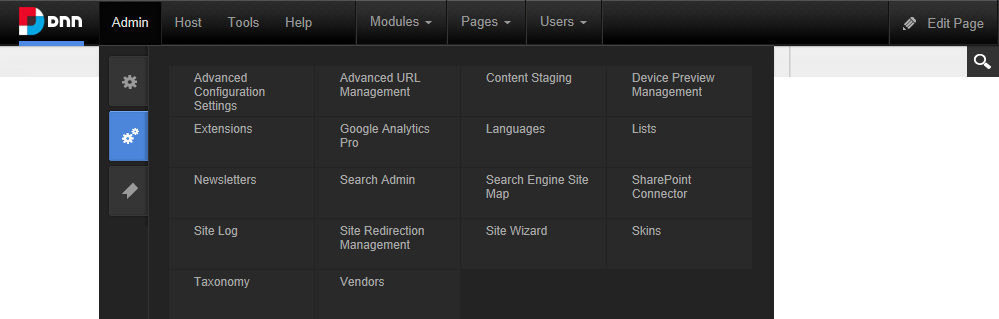 DNN Admin Host Tools Help Modules Pages Users Edit Page
Advanced Configuration Settings
Advanced URL Management
Content Staging
Device Preview Management
Extensions
Google Analytics Pro
Languages
Lists
Newsletters
Search Admin
Search Engine Site Map
SharePoint Connector
Site Log
Site Redirection Management
Site Wizard
Skins
Taxonomy
Vendors